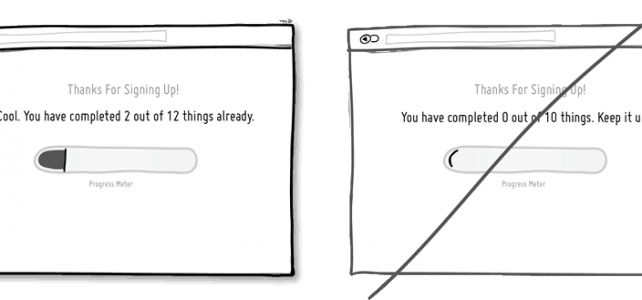 Thanks For Signing Up!
Cool. You have completed 2 out of 12 things already.
Progress Meter
Thanks For Signing Up!
You have completed 0 out of 10 things. Keep it u
Progress Meter